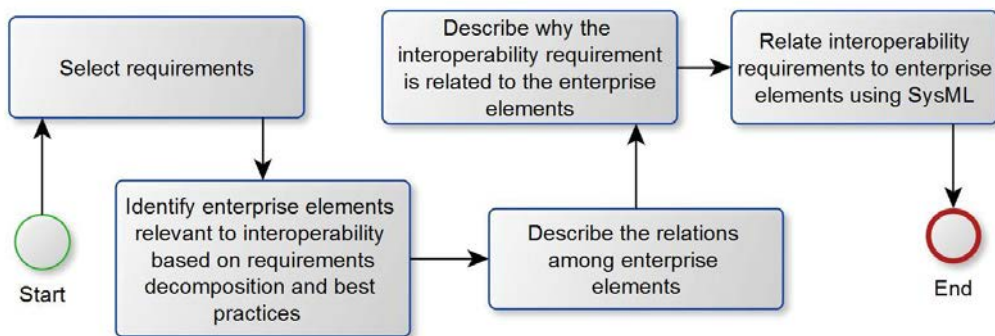 Start
Select requirements
Identify enterprise elements
relevant to interoperability
based on requirements
decomposition and best
practices
Describe the relations
among enterprise
elements
Describe why the
interoperability requirement
is related to the enterprise
elements
Relate interoperability
requirements to enterprise
elements using SysML
End